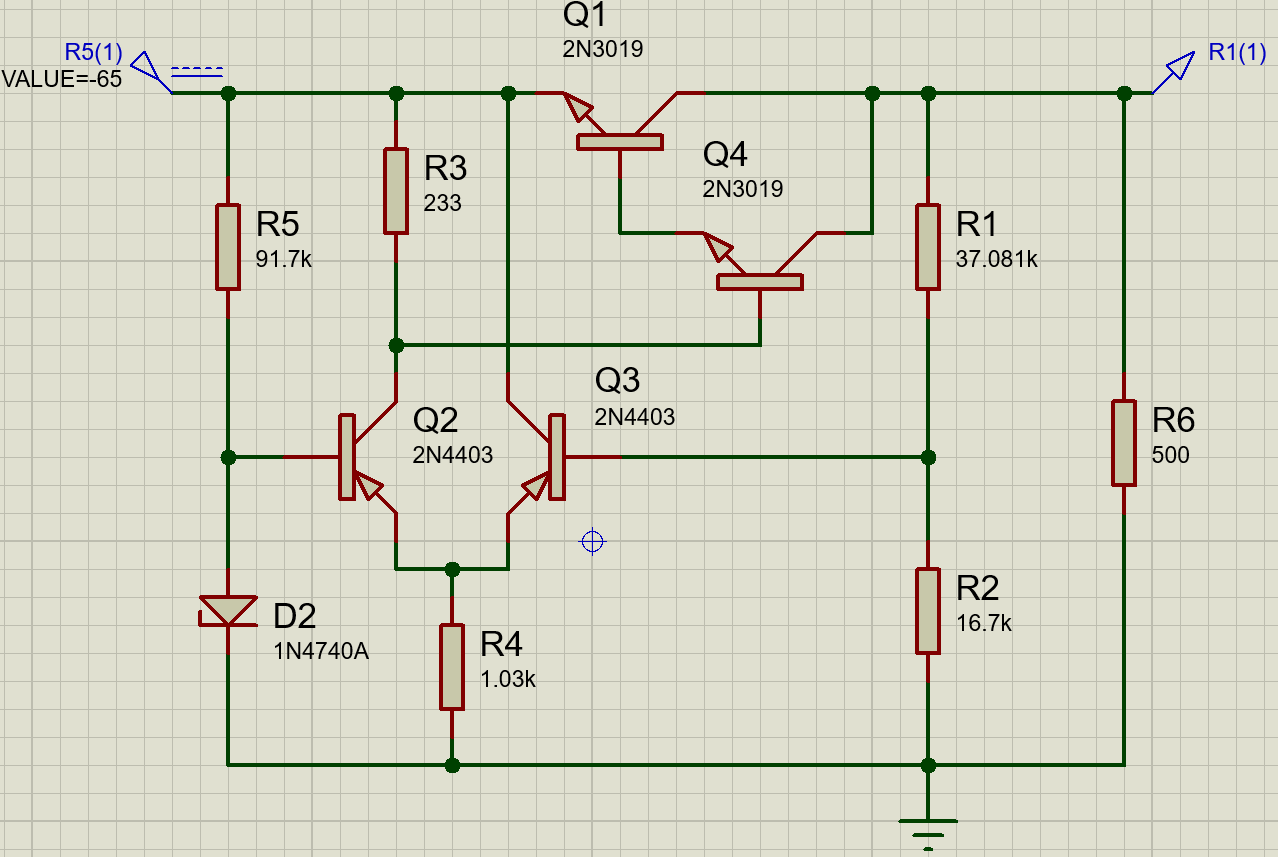 Q1
2N3019
R5(1)
VALUE=-65
R1(1)
Q4
2N3019
R3
233
R5
91.7k
R1
37.081k
Q3
2N4403
Q2
2N4403
R6
500
R2
16.7k
D2
1N4740A
R4
1.03k